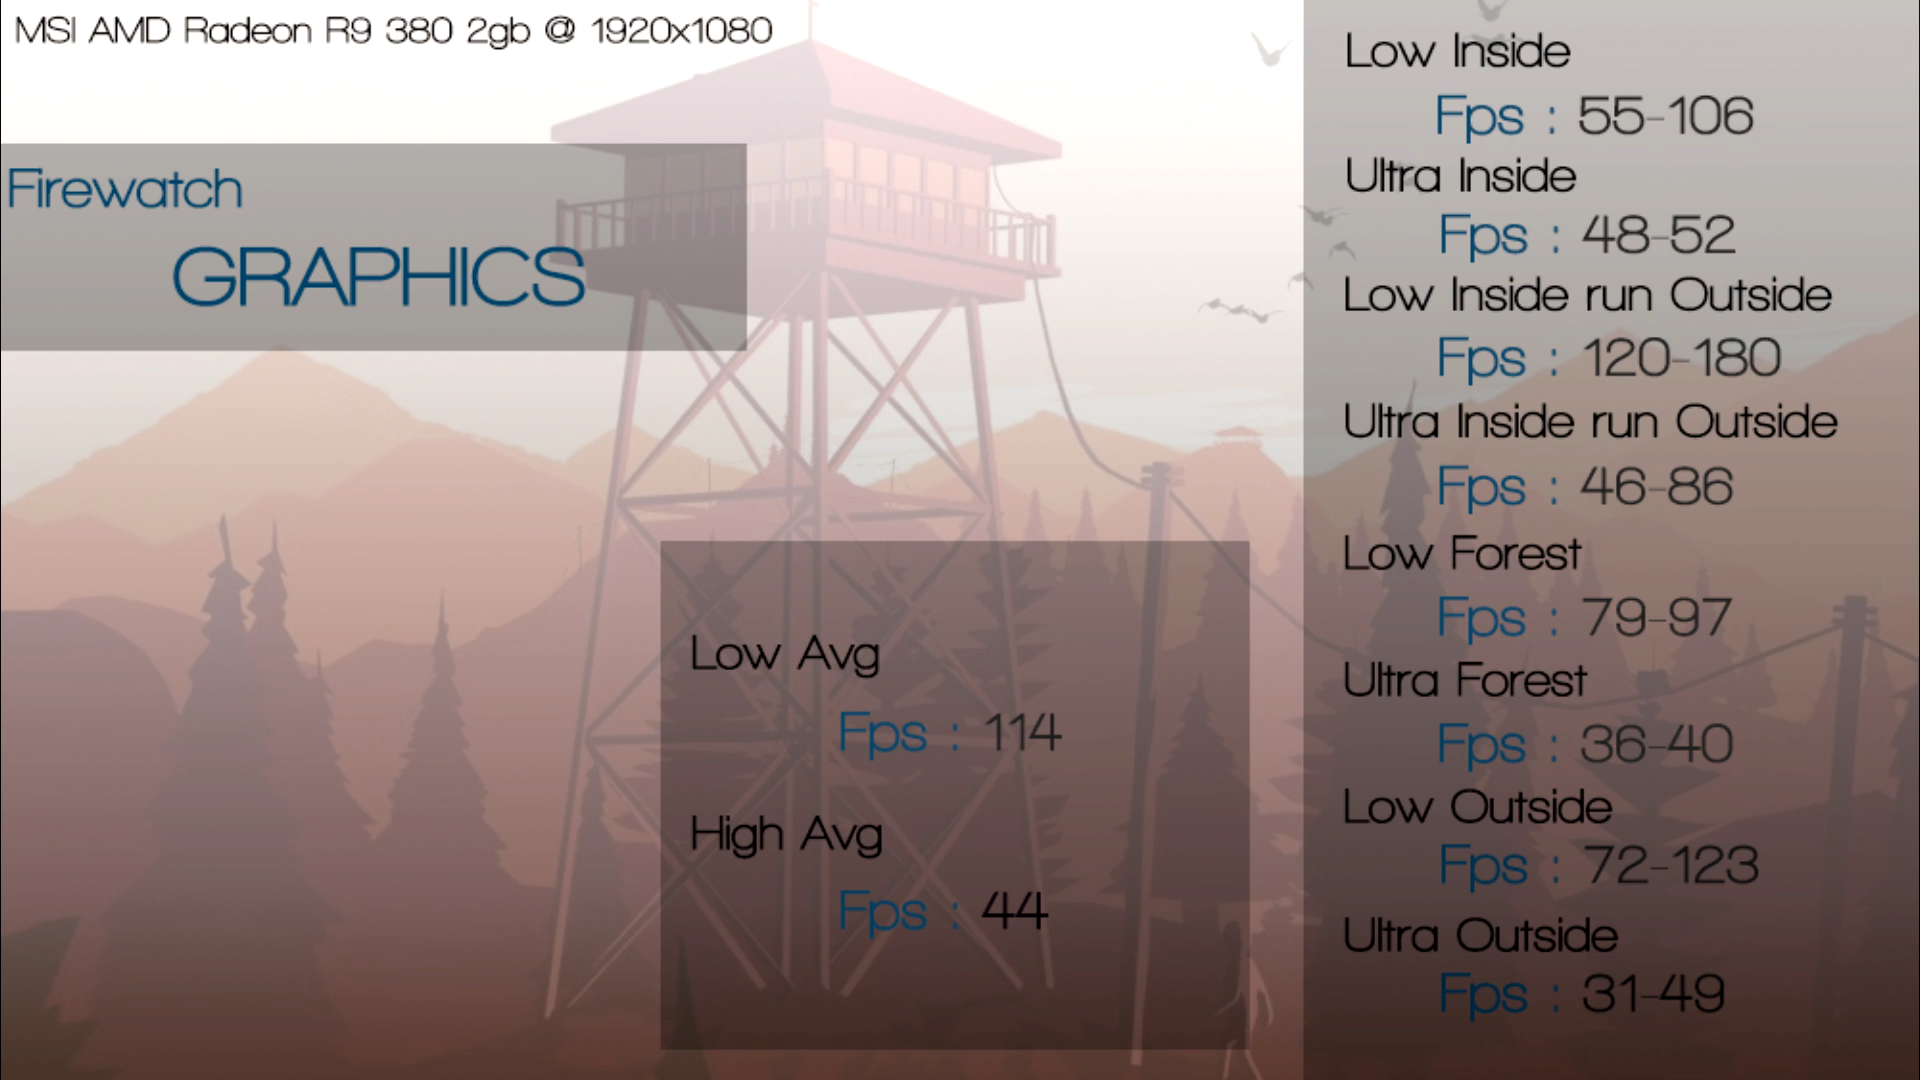 MSI AMD Radeon R9 380 2gb @ 1920x1080
Firewatch
GRAPHICS
Low Avg
Fps : 114
High Avg
Fps : 44
Low Inside
Fps : 55-106
Ultra Inside
Fps : 48-52
Low Inside run Outside
Fps : 120-180
Ultra Inside run Outside
Fps : 46-86
Low Forest
Fps : 79-97
Ultra Forest
Fps : 36-40
Low Outside
Fps : 72-123
Ultra Outside
Fps : 31-49